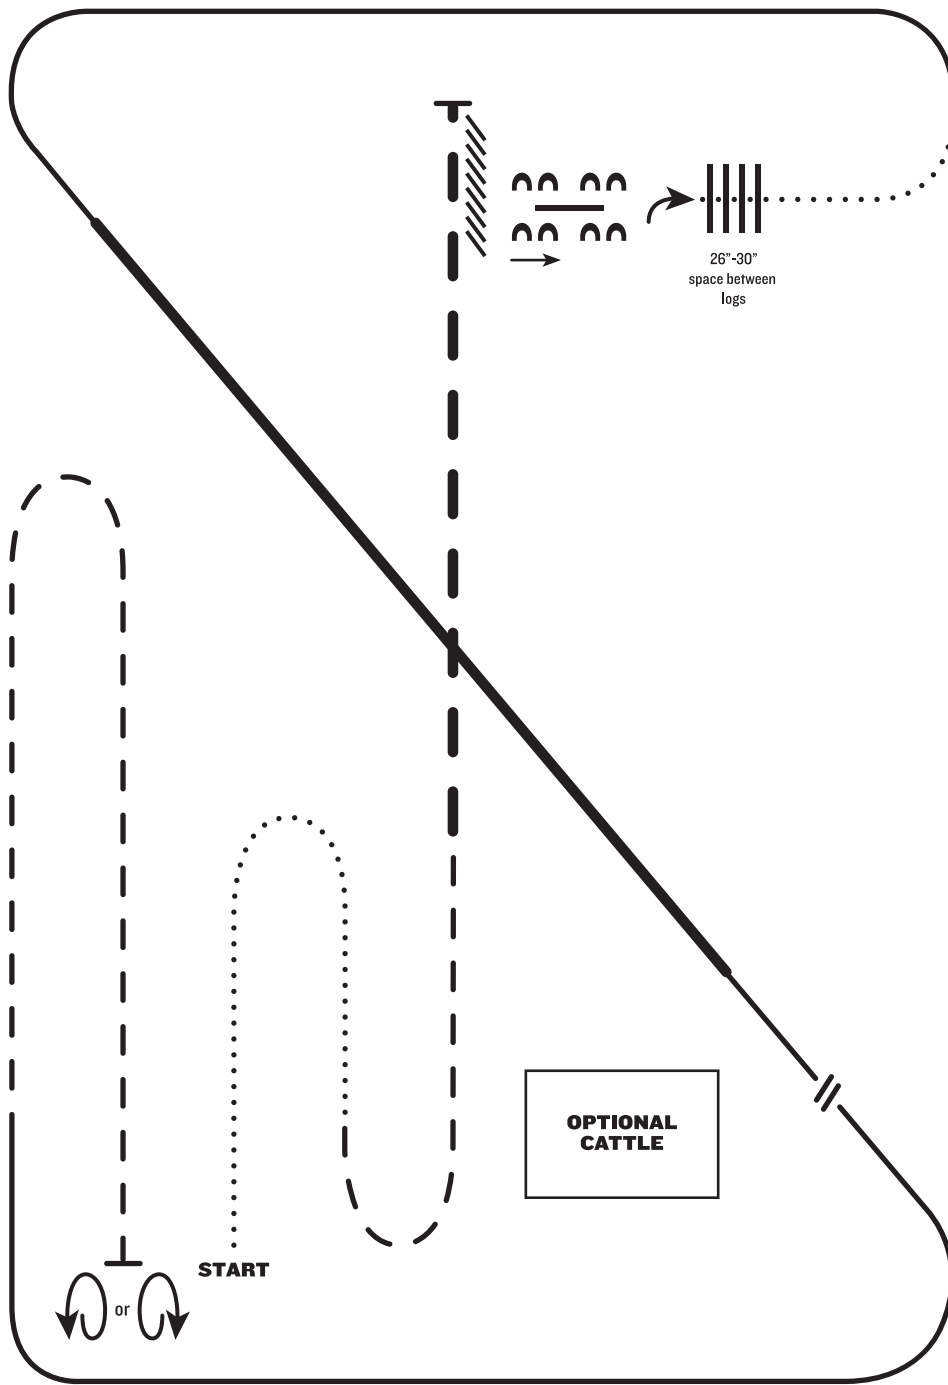 26”-30”
space between
logs
OPTIONAL
CATTLE
START
or